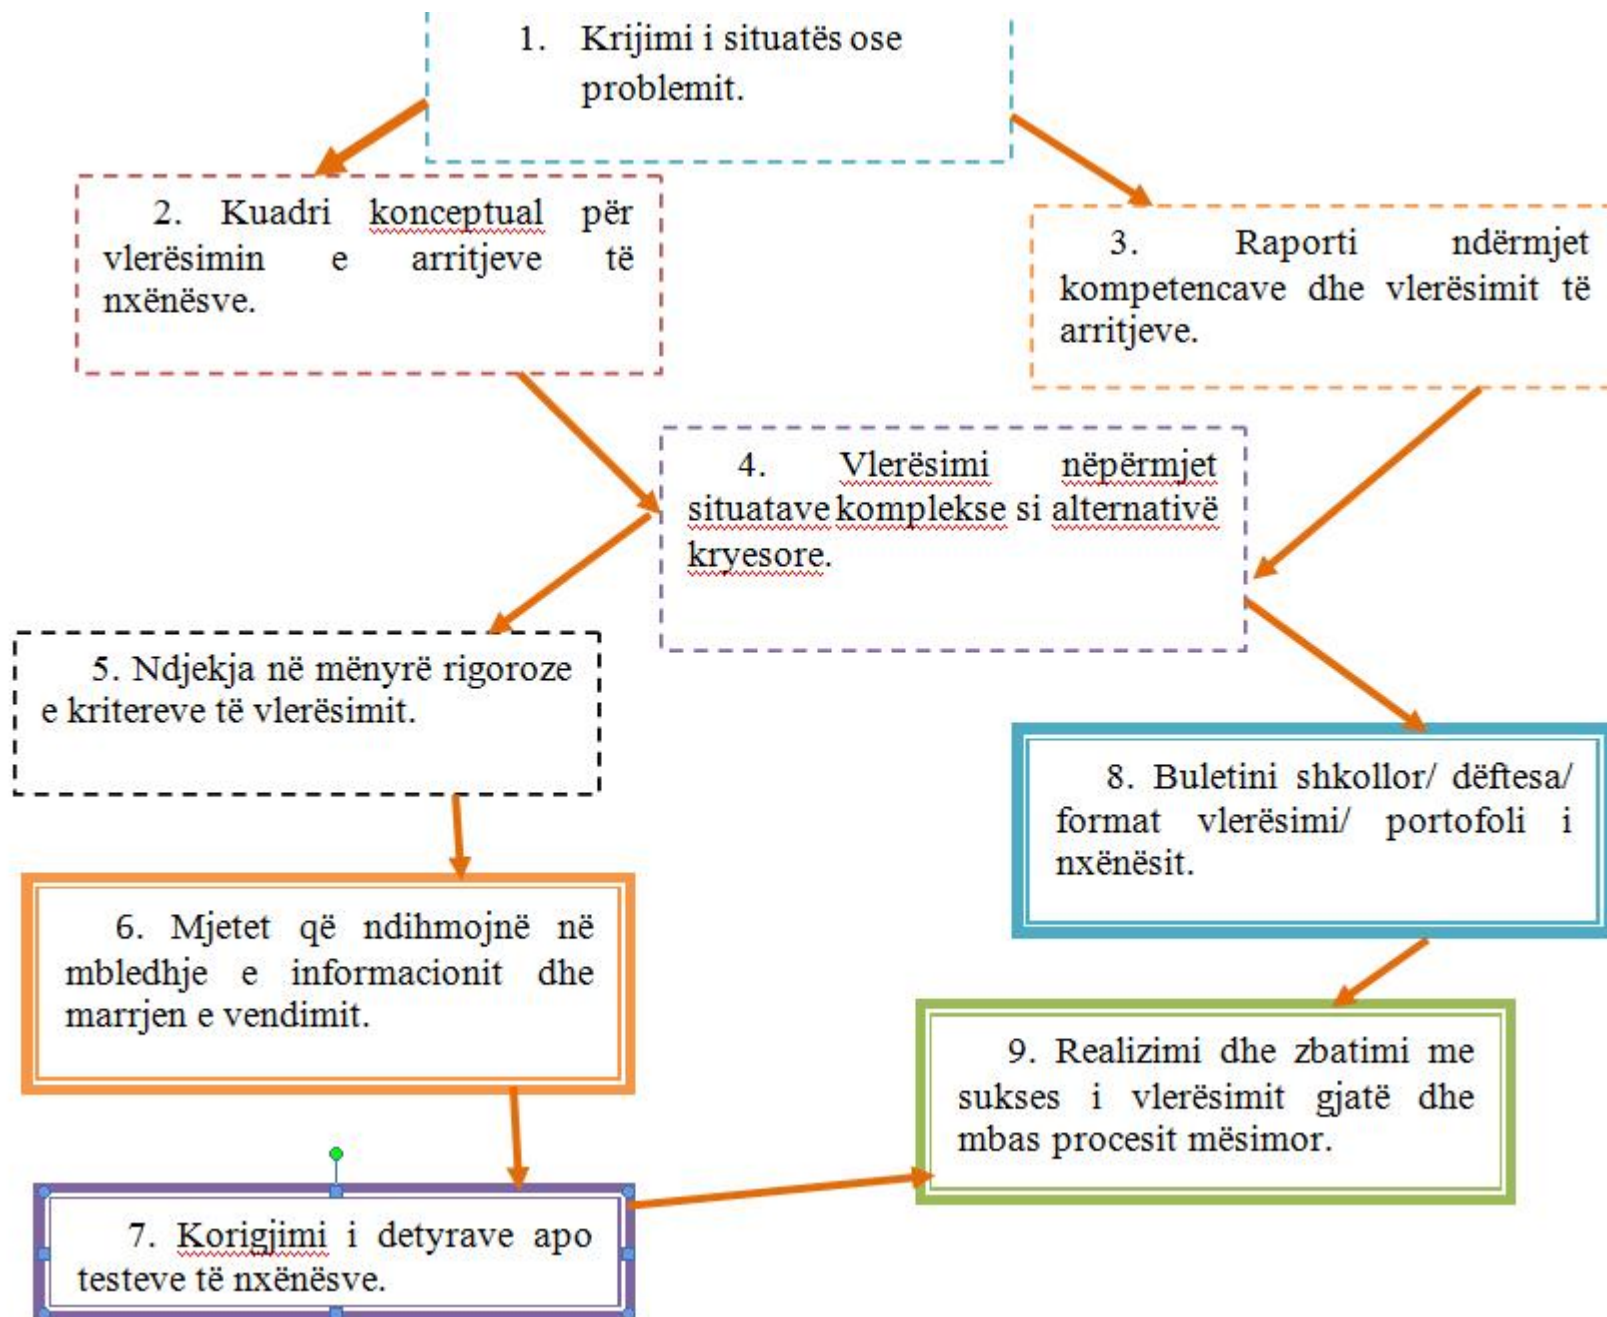 1. Krijimi i situatës ose
problemit.
2. Kuadri konceptual për
vlerësimin e arritjeve të
nxënësve.
3. Raporti ndërmjet
kompetencave dhe vlerësimit të
arritjeve.
4. Vlerësimi nëpërmjet
situatave komplekse si alternativë
kryesore.
5. Ndjekja në mënyrë rigoroze
e kritereve të vlerësimit.
6. Mjetet që ndihmojnë në
mbledhje e informacionit dhe
marrjen e vendimit.
7. Korigjimi i detyrave apo
testeve të nxënësve.
8. Buletini shkollor/ dëftesa/
format vlerësimi/ portofoli i
nxënësit.
9. Realizimi dhe zbatimi me
sukses i vlerësimit gjatë dhe
mbas procesit mësimor.